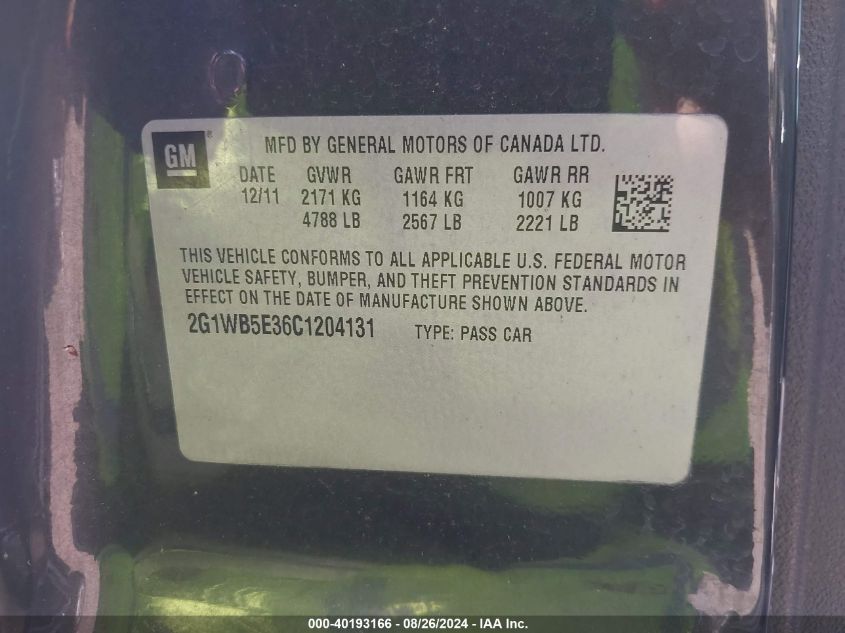 GM ®
MFD BY GENERAL MOTORS OF CANADA LTD.
DATE GVWR GAWR FRT GAWR RR
12/11 2171 KG 1164 KG 1007 KG
4788 LB 2567 LB 2221 LB
THIS VEHICLE CONFORMS TO ALL APPLICABLE U.S. FEDERAL MOTOR
VEHICLE SAFETY, BUMPER, AND THEFT PREVENTION STANDARDS IN
EFFECT ON THE DATE OF MANUFACTURE SHOWN ABOVE.
2G1WB5E36C1204131 TYPE: PASS CAR
000-40193166 - 08/26/2024 - IAA Inc.